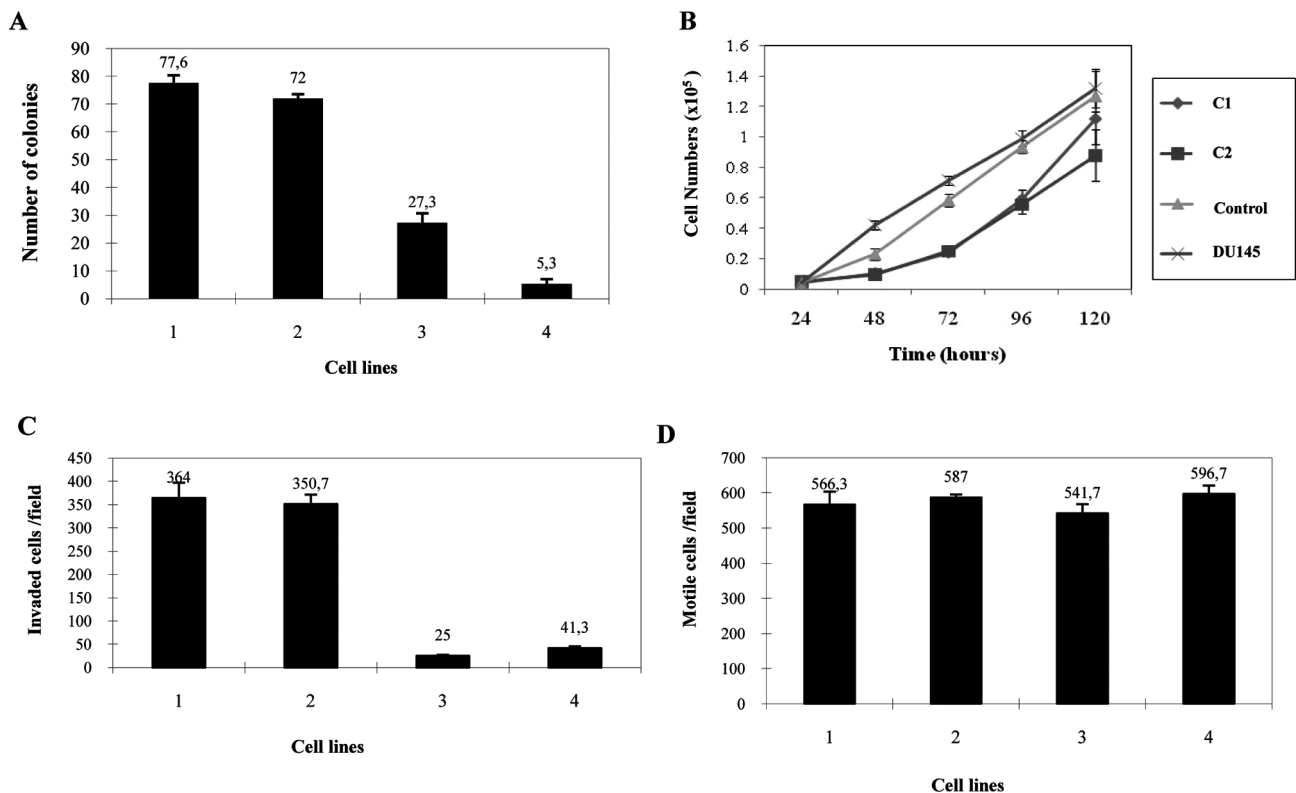 A
Number of colonies
90
80
70
60
50
40
30
20
10
0
77,6
72
27,3
5,3
1 2 3 4
Cell lines
B
Cell Numbers (x10⁵)
1.6
1.4
1.2
1
0.8
0.6
0.4
0.2
0
24 48 72 96 120
Time (hours)
C1
C2
Control
DU145
C
Invaded cells /field
450
400
350
300
250
200
150
100
50
0
364
350,7
25
41,3
1 2 3 4
Cell lines
D
Motile cells /field
700
600
500
400
300
200
100
0
566,3
587
541,7
596,7
1 2 3 4
Cell lines